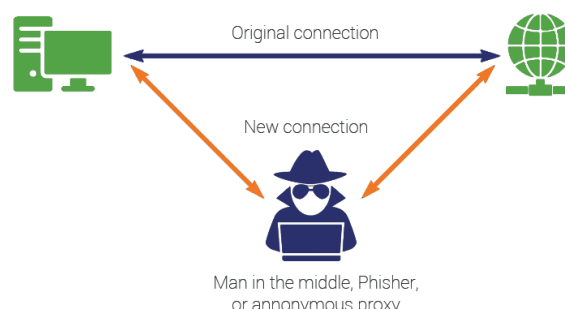 Original connection
New connection
Man in the middle, Phisher,
or annonymous proxy